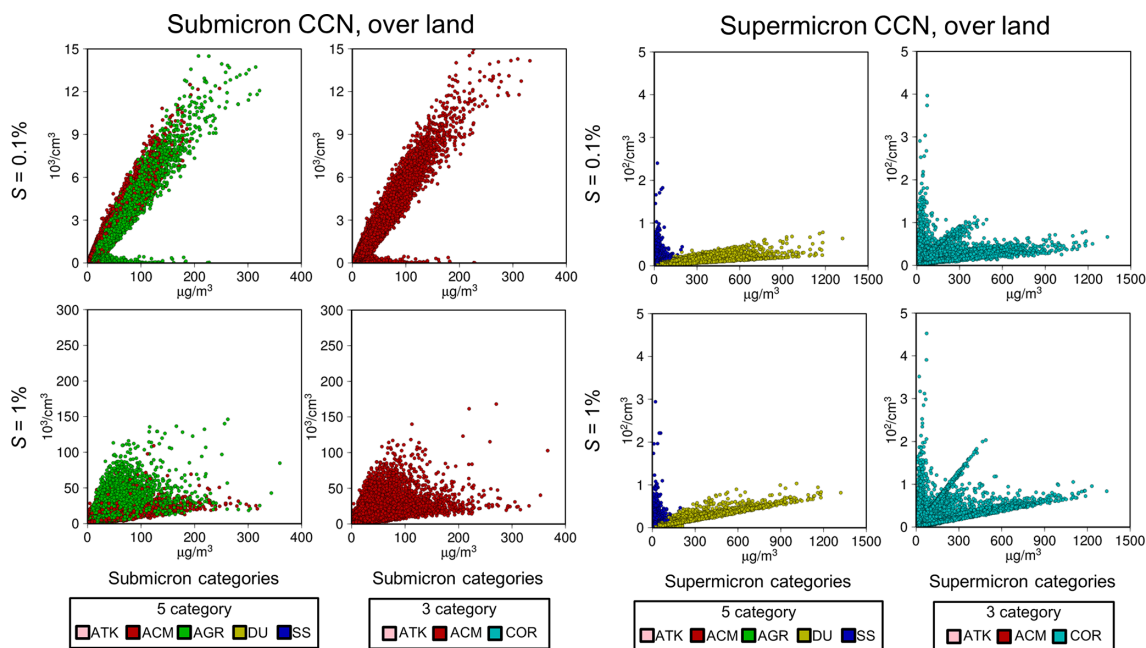 Submicron CCN, over land
Supermicron CCN, over land
S = 0.1%
10³/cm³
15
12
9
6
3
0
0 100 200 300 400
µg/m³
10³/cm³
15
12
9
6
3
0
0 100 200 300 400
µg/m³
S = 0.1%
10²/cm³
5
4
3
2
1
0
0 300 600 900 1200 1500
µg/m³
10²/cm³
5
4
3
2
1
0
0 300 600 900 1200 1500
µg/m³
S = 1%
10³/cm³
300
250
200
150
100
50
0
0 100 200 300 400
µg/m³
10³/cm³
300
250
200
150
100
50
0
0 100 200 300 400
µg/m³
S = 1%
10²/cm³
5
4
3
2
1
0
0 300 600 900 1200 1500
µg/m³
10²/cm³
5
4
3
2
1
0
0 300 600 900 1200 1500
µg/m³
Submicron categories
Submicron categories
Supermicron categories
Supermicron categories
5 category
ATK ACM AGR DU SS
3 category
ATK ACM COR
5 category
ATK ACM AGR DU SS
3 category
ATK ACM COR